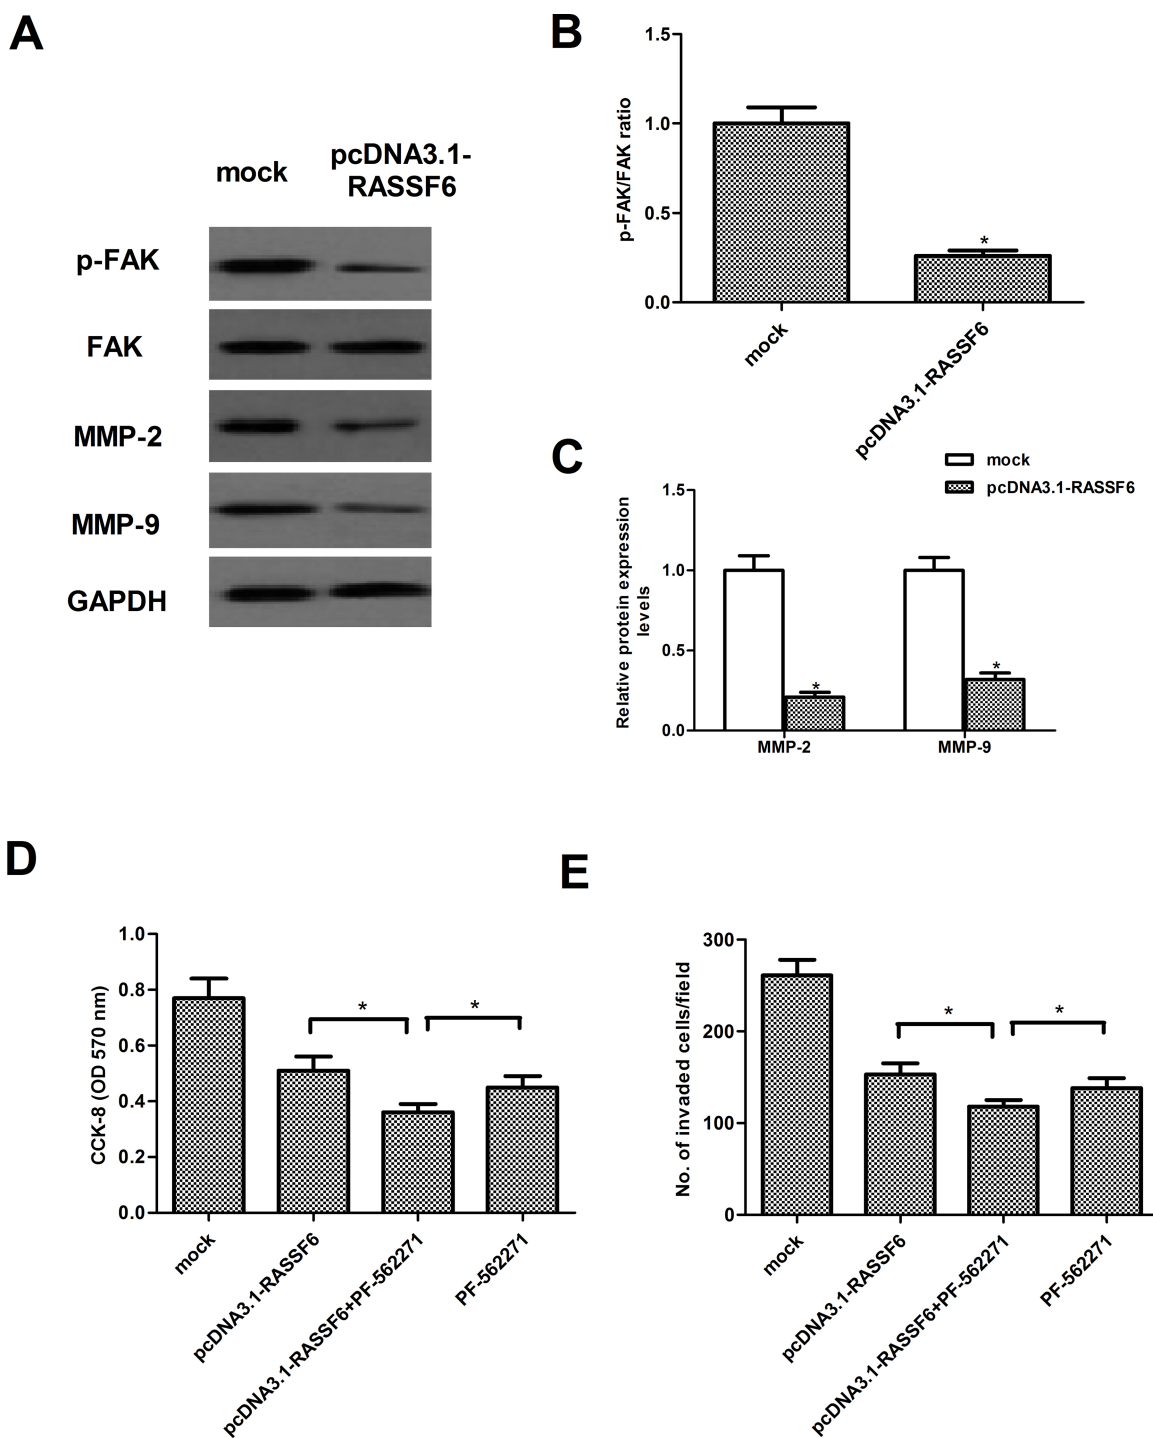 A
mock
pcDNA3.1-
RASSF6
p-FAK
FAK
MMP-2
MMP-9
GAPDH
B
p-FAK/FAK ratio
1.5
1.0
0.5
0.0
*
mock
pcDNA3.1-RASSF6
C
mock
pcDNA3.1-RASSF6
Relative protein expression
levels
1.5
1.0
0.5
0.0
*
*
MMP-2
MMP-9
D
CCK-8 (OD 570 nm)
1.0
0.8
0.6
0.4
0.2
0.0
*
*
mock
pcDNA3.1-RASSF6
pcDNA3.1-RASSF6+PF-562271
PF-562271
E
No. of invaded cells/field
300
200
100
0
*
*
mock
pcDNA3.1-RASSF6
pcDNA3.1-RASSF6+PF-562271
PF-562271